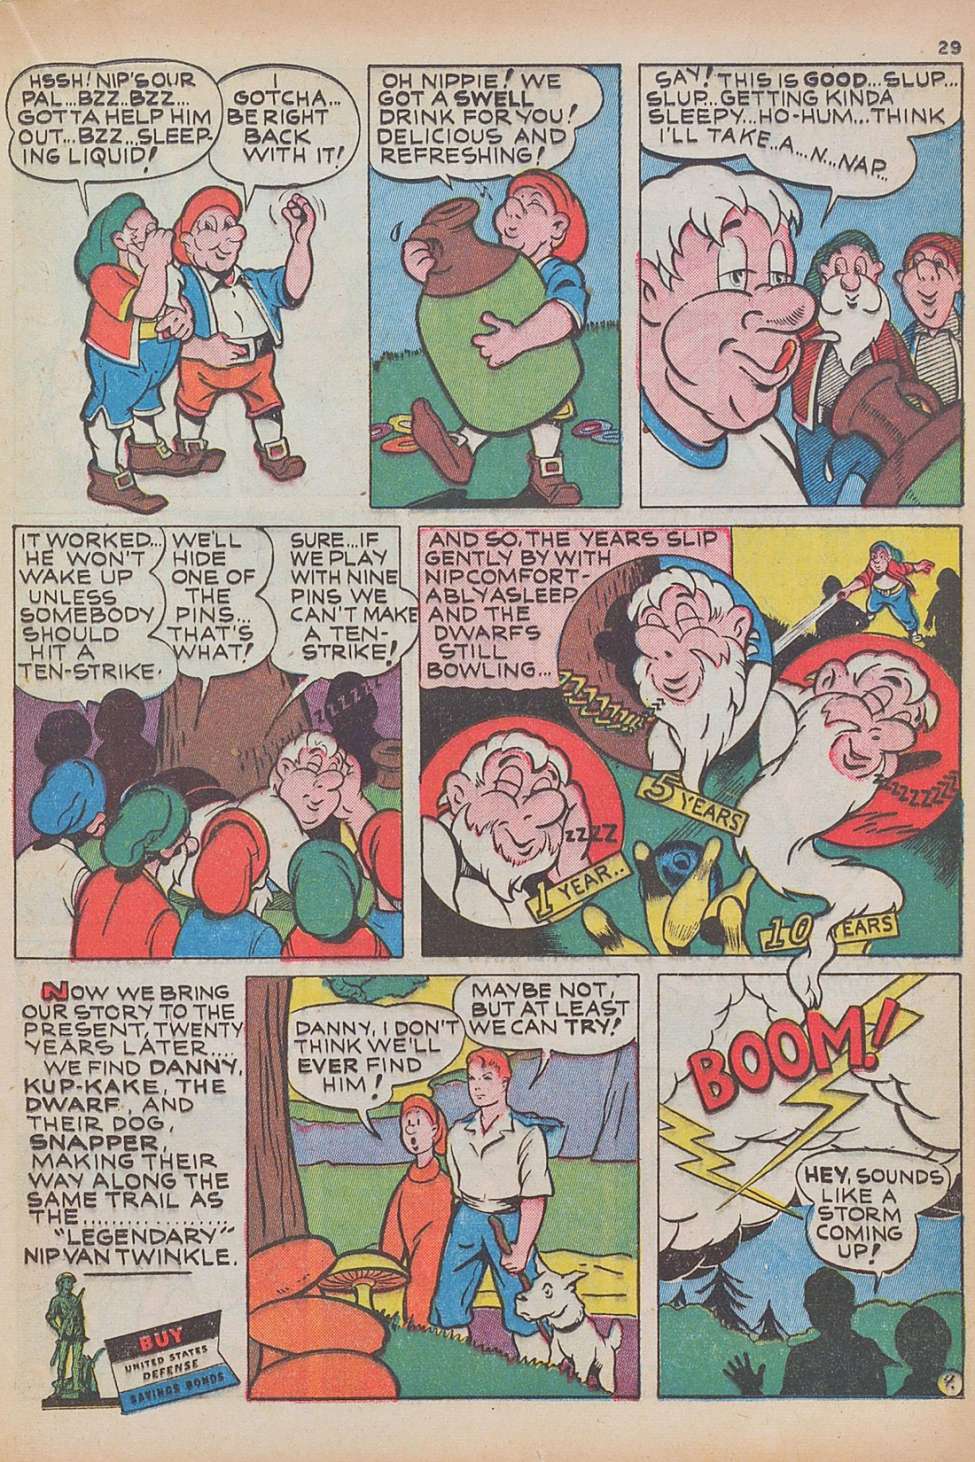 29
HSSH! NIP'S OUR
PAL...BZZ..BZZ...
GOTTA HELP HIM
OUT...BZZ...SLEEP-
ING LIQUID!
I
GOTCHA...
BE RIGHT
BACK
WITH IT!
OH NIPPIE! WE
GOT A SWELL
DRINK FOR YOU!
DELICIOUS AND
REFRESHING!
SAY! THIS IS GOOD...SLUP...
SLUP...GETTING KINDA
SLEEPY...HO-HUM...THINK
I'LL TAKE..A...N...NAP...
IT WORKED...
HE WON'T
WAKE UP
UNLESS
SOMEBODY
SHOULD
HIT A
TEN-STRIKE.
WE'LL
HIDE
ONE OF
THE
PINS...
THAT'S
WHAT!
SURE...IF
WE PLAY
WITH NINE
PINS WE
CAN'T MAKE
A TEN-
STRIKE!
ZZZZZZ
AND SO, THE YEARS SLIP
GENTLY BY WITH
NIP COMFORT-
ABLY ASLEEP
AND THE
DWARFS
STILL
BOWLING...
ZZZZ
1 YEAR..
ZZZZZZZZZZ
5 YEARS
ZZZZZZZZ
10 YEARS
NOW WE BRING
OUR STORY TO THE
PRESENT, TWENTY
YEARS LATER....
WE FIND DANNY,
KUP-KAKE, THE
DWARF, AND
THEIR DOG,
SNAPPER,
MAKING THEIR
WAY ALONG THE
SAME TRAIL AS
THE................
"LEGENDARY"
NIP VAN TWINKLE.
BUY
UNITED STATES
DEFENSE
SAVINGS BONDS
DANNY, I DON'T
THINK WE'LL
EVER FIND
HIM!
MAYBE NOT,
BUT AT LEAST
WE CAN TRY!
BOOM!
HEY, SOUNDS
LIKE A
STORM
COMING
UP!
4